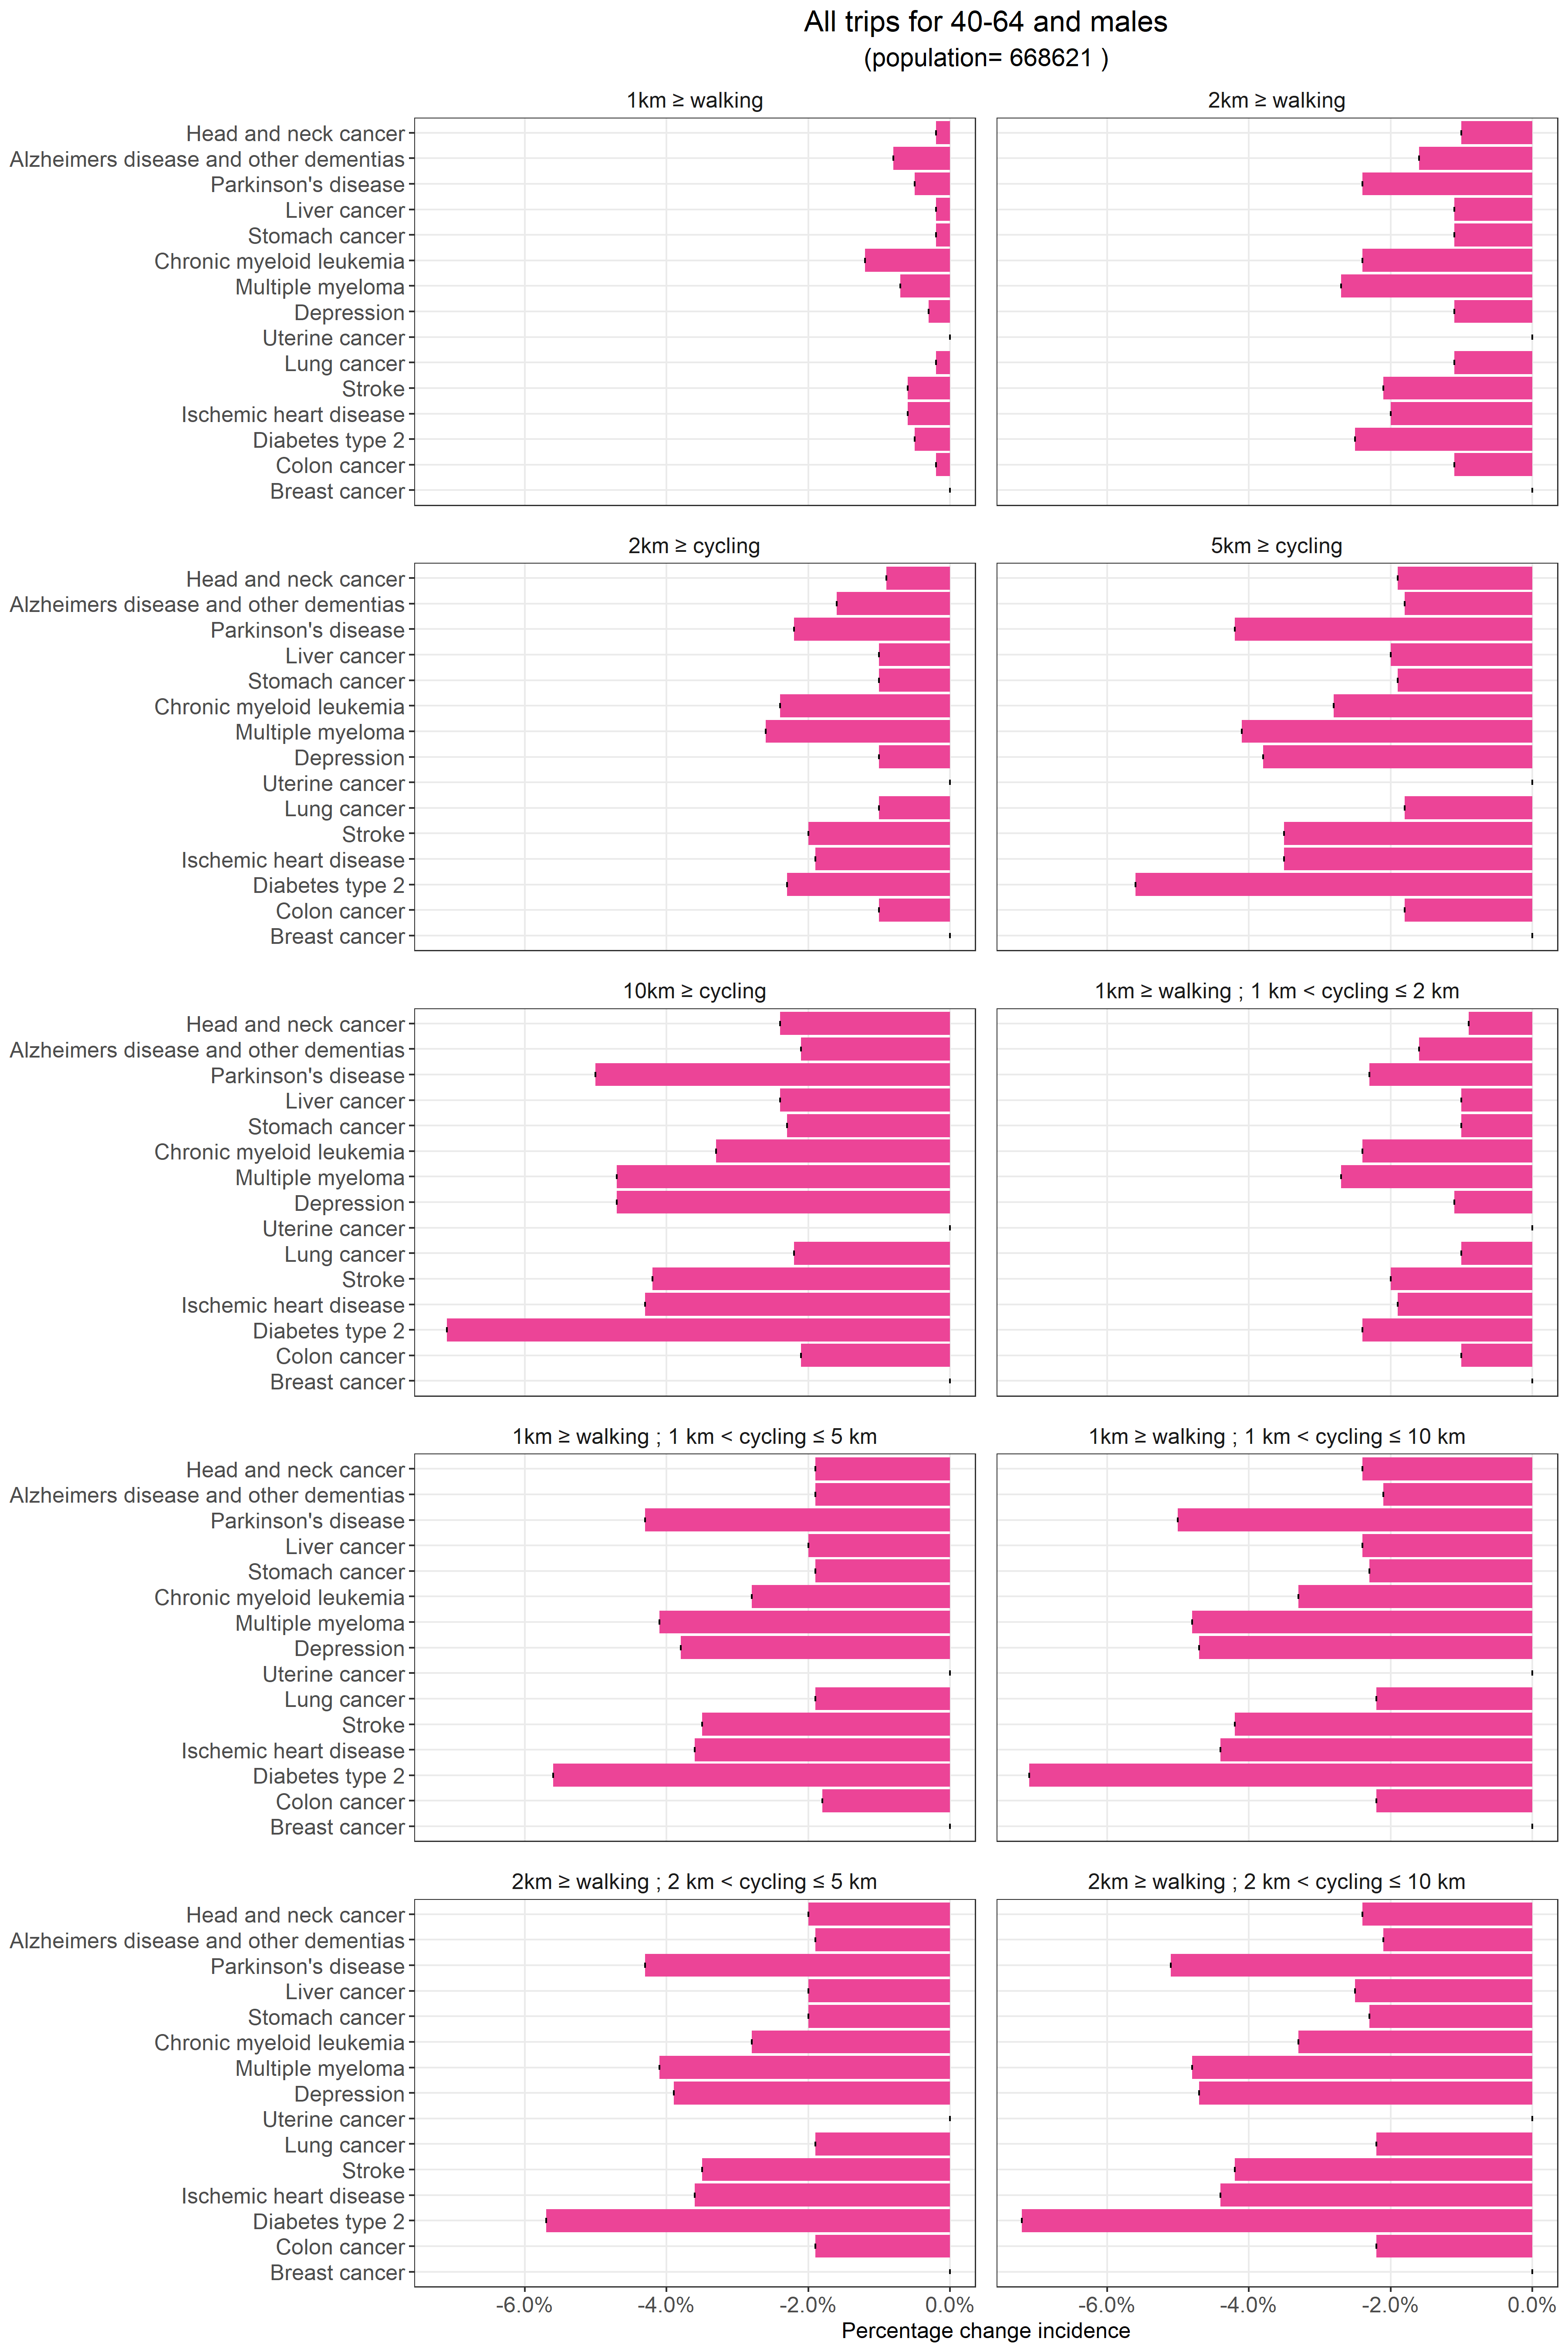 All trips for 40-64 and males
(population= 668621 )
1km ≥ walking
2km ≥ walking
Head and neck cancer
Alzheimers disease and other dementias
Parkinson's disease
Liver cancer
Stomach cancer
Chronic myeloid leukemia
Multiple myeloma
Depression
Uterine cancer
Lung cancer
Stroke
Ischemic heart disease
Diabetes type 2
Colon cancer
Breast cancer
2km ≥ cycling
5km ≥ cycling
Head and neck cancer
Alzheimers disease and other dementias
Parkinson's disease
Liver cancer
Stomach cancer
Chronic myeloid leukemia
Multiple myeloma
Depression
Uterine cancer
Lung cancer
Stroke
Ischemic heart disease
Diabetes type 2
Colon cancer
Breast cancer
10km ≥ cycling
1km ≥ walking ; 1 km < cycling ≤ 2 km
Head and neck cancer
Alzheimers disease and other dementias
Parkinson's disease
Liver cancer
Stomach cancer
Chronic myeloid leukemia
Multiple myeloma
Depression
Uterine cancer
Lung cancer
Stroke
Ischemic heart disease
Diabetes type 2
Colon cancer
Breast cancer
1km ≥ walking ; 1 km < cycling ≤ 5 km
1km ≥ walking ; 1 km < cycling ≤ 10 km
Head and neck cancer
Alzheimers disease and other dementias
Parkinson's disease
Liver cancer
Stomach cancer
Chronic myeloid leukemia
Multiple myeloma
Depression
Uterine cancer
Lung cancer
Stroke
Ischemic heart disease
Diabetes type 2
Colon cancer
Breast cancer
2km ≥ walking ; 2 km < cycling ≤ 5 km
2km ≥ walking ; 2 km < cycling ≤ 10 km
Head and neck cancer
Alzheimers disease and other dementias
Parkinson's disease
Liver cancer
Stomach cancer
Chronic myeloid leukemia
Multiple myeloma
Depression
Uterine cancer
Lung cancer
Stroke
Ischemic heart disease
Diabetes type 2
Colon cancer
Breast cancer
-6.0% -4.0% -2.0% 0.0% -6.0% -4.0% -2.0% 0.0%
Percentage change incidence